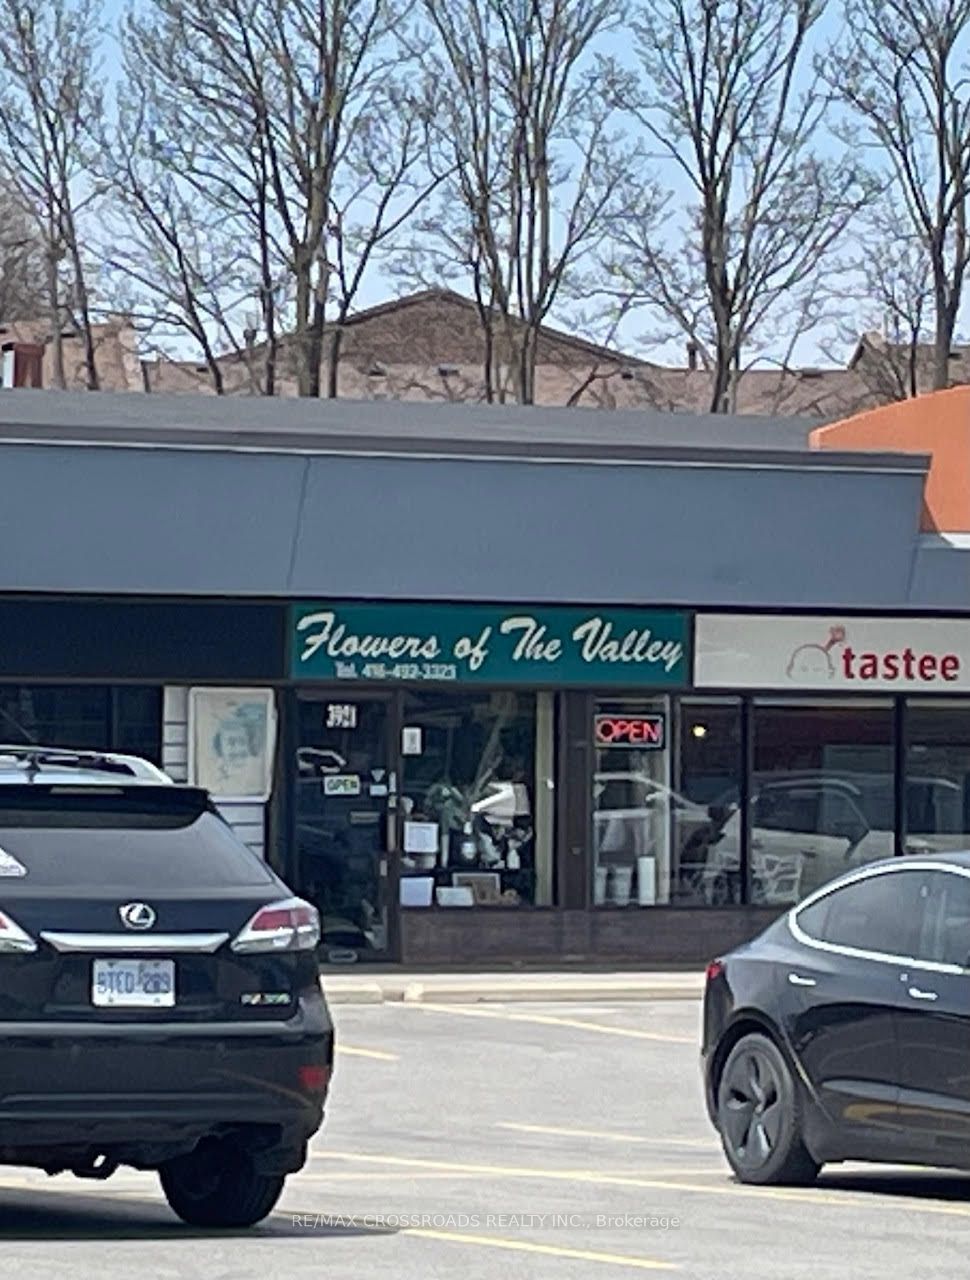 Flowers of The Valley
Tel. 416-492-3323
tastee
OPEN
OPEN
RE/MAX CROSSROADS REALTY INC., Brokerage